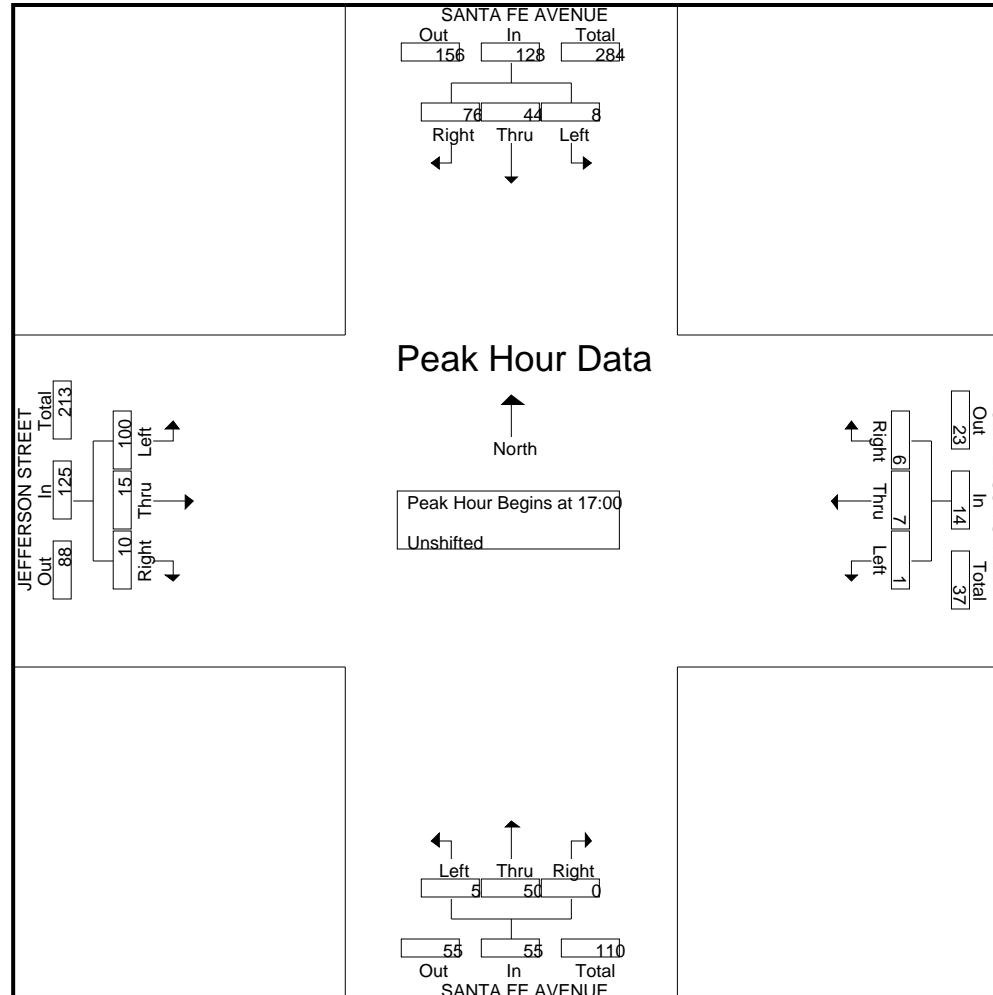 SANTA FE AVENUE
Out In Total
156 128 284
76 44 8
Right Thru Left
Peak Hour Data
North
Peak Hour Begins at 17:00
Unshifted
JEFFERSON STREET
Out In Total
88 125 213
10 15 100
Right Thru Left
Out In Total
23 14 37
6 7 1
Right Thru Left
Left Thru Right
5 50 0
55 55 110
Out In Total
SANTA FE AVENUE